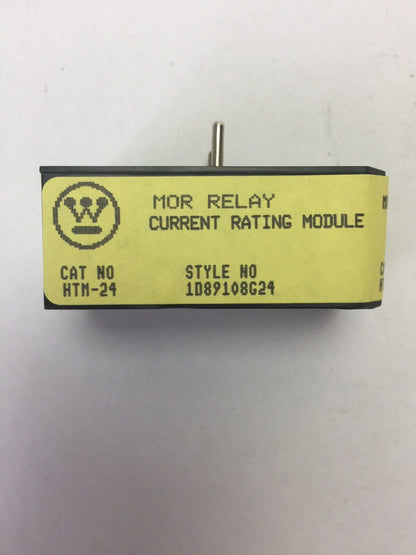 MOR RELAY
CURRENT RATING MODULE
CAT NO STYLE NO
HTM-24 1D89108G24